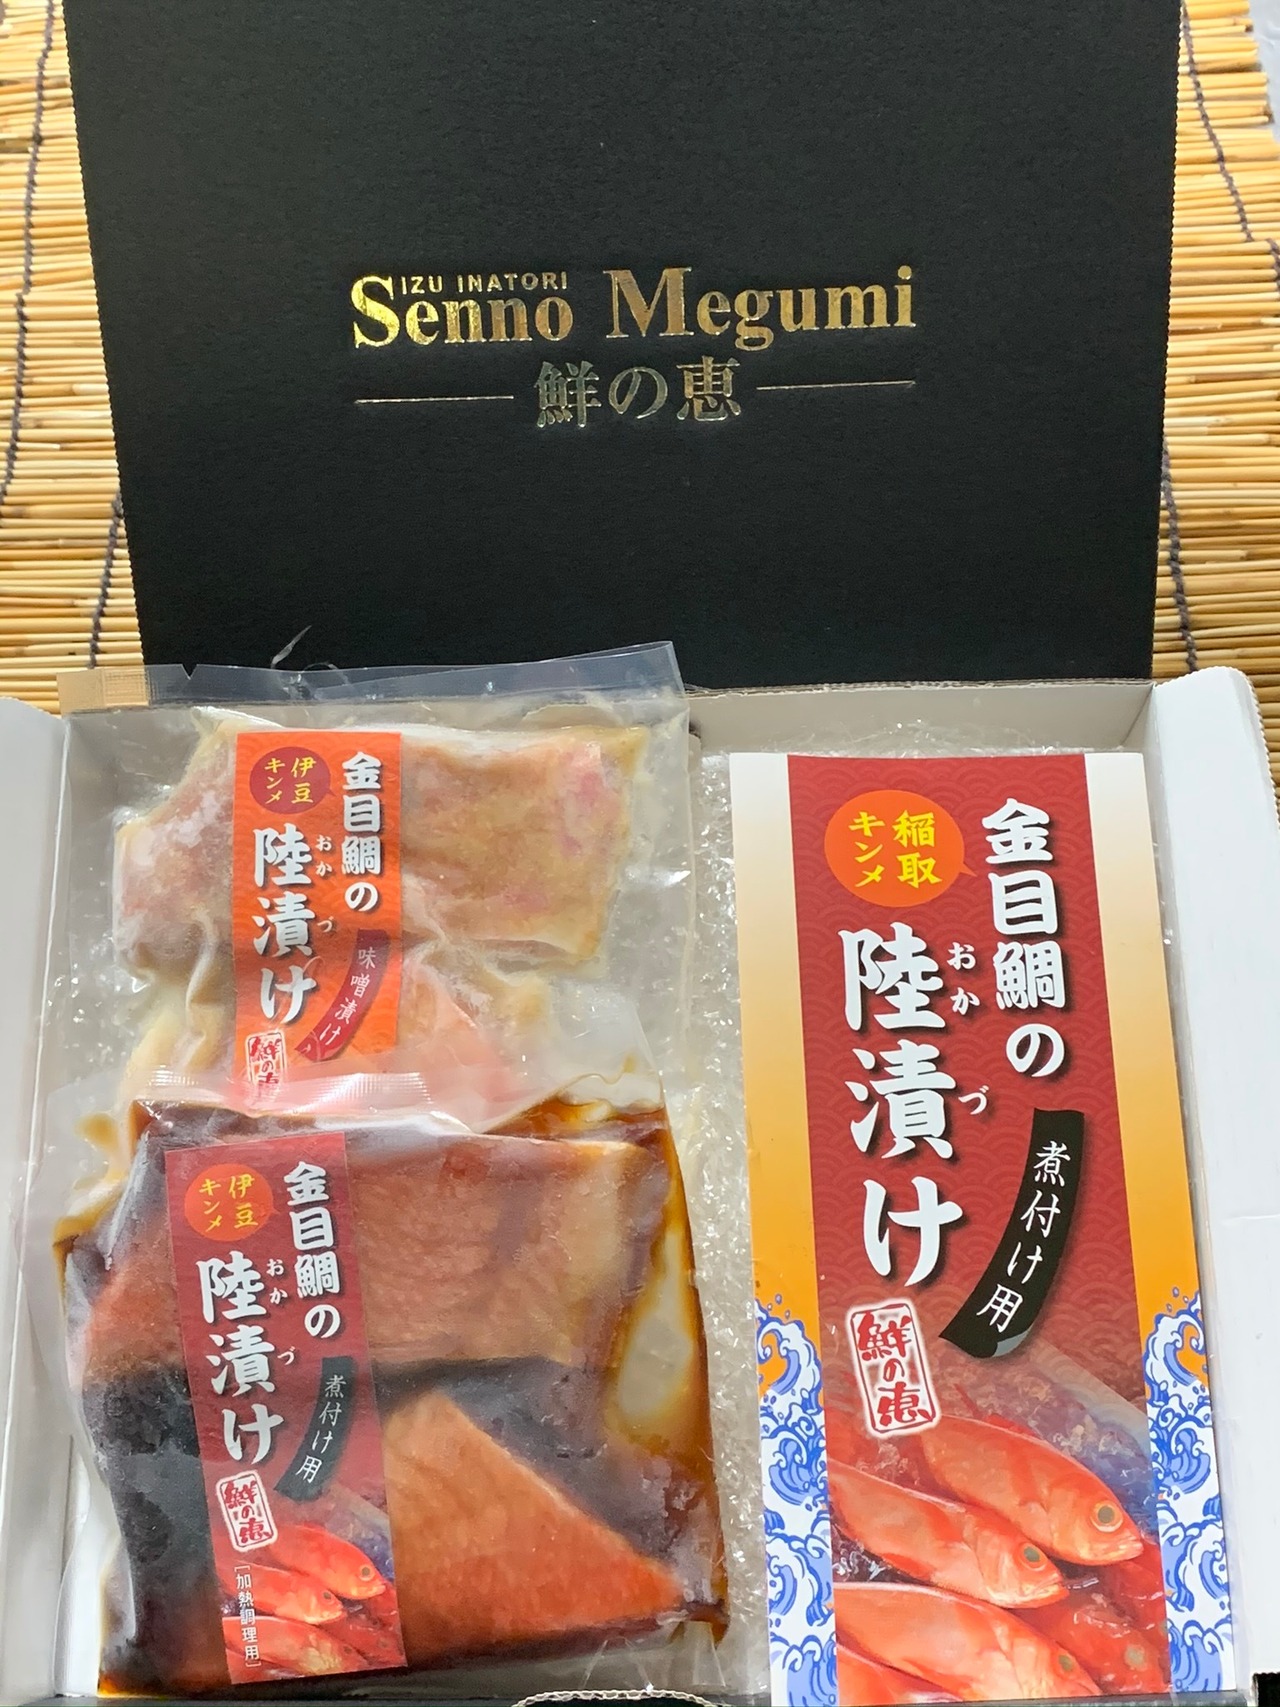 IZU INATORI
Senno Megumi
鮮の恵
金目鯛の
陸漬け
おかづ
伊豆
キンメ
味噌漬け
鮮の恵
金目鯛の
陸漬け
おかづ
伊豆
キンメ
煮付け用
鮮の恵
[加熱調理用]
金目鯛の
陸漬け
おかづ
稲取
キンメ
煮付け用
鮮の恵